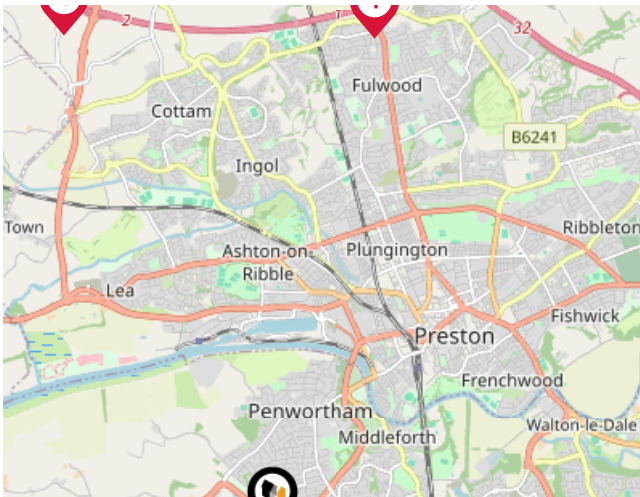 2
1
32
Fulwood
Cottam
B6241
Ingol
Town
Ribbleton
Ashton-on-
Ribble
Plungington
Lea
Fishwick
Preston
Frenchwood
Penwortham
Walton-le-Dale
Middleforth